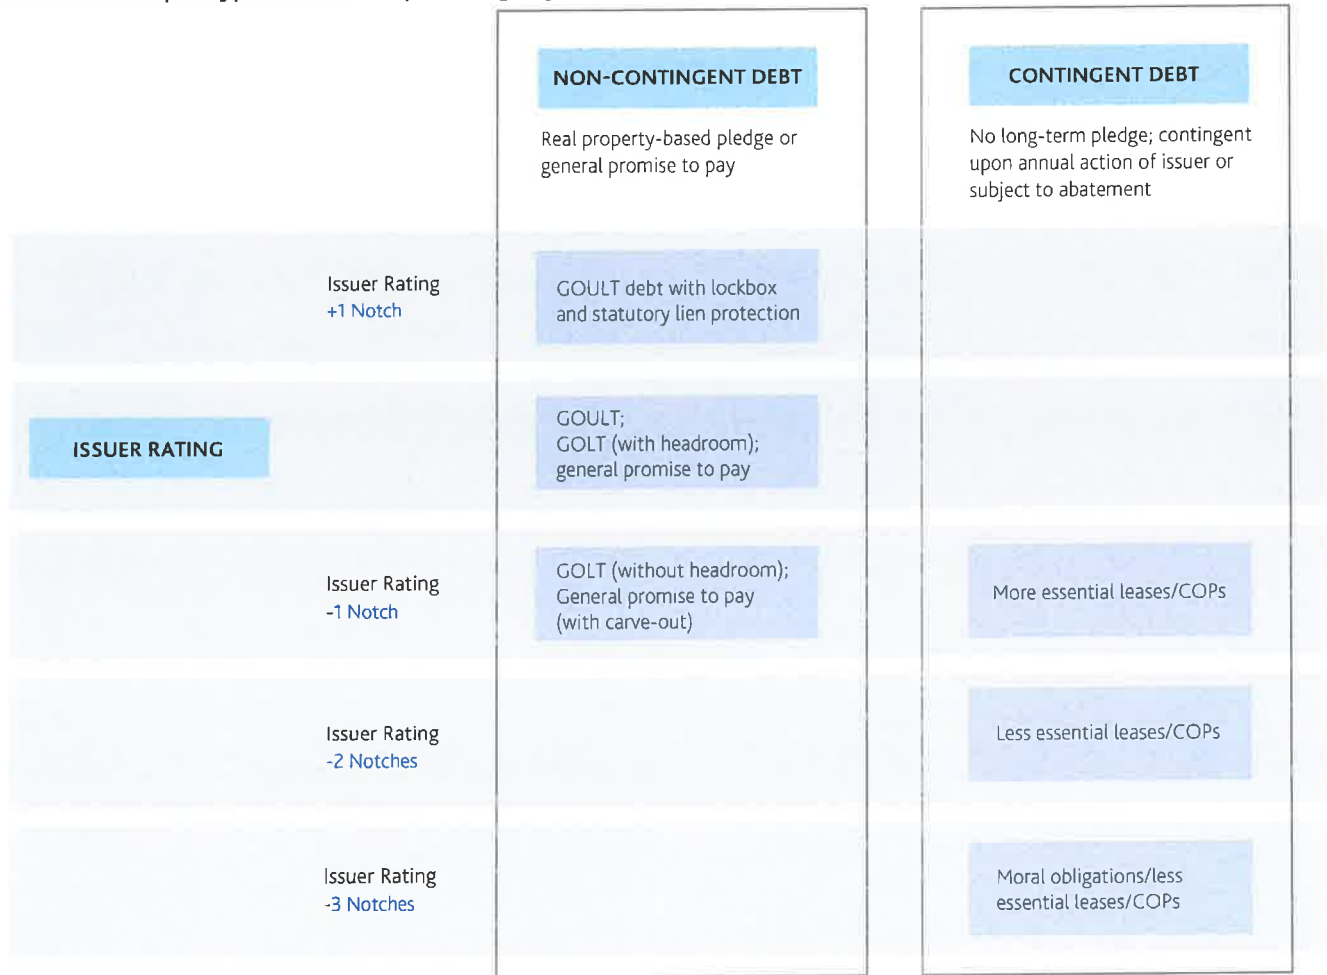 NON-CONTINGENT DEBT
Real property-based pledge or
general promise to pay
CONTINGENT DEBT
No long-term pledge; contingent
upon annual action of issuer or
subject to abatement
Issuer Rating
+1 Notch
GOULT debt with lockbox
and statutory lien protection
ISSUER RATING
GOULT;
GOLT (with headroom);
general promise to pay
Issuer Rating
-1 Notch
GOLT (without headroom);
General promise to pay
(with carve-out)
More essential leases/COPs
Issuer Rating
-2 Notches
Less essential leases/COPs
Issuer Rating
-3 Notches
Moral obligations/less
essential leases/COPs